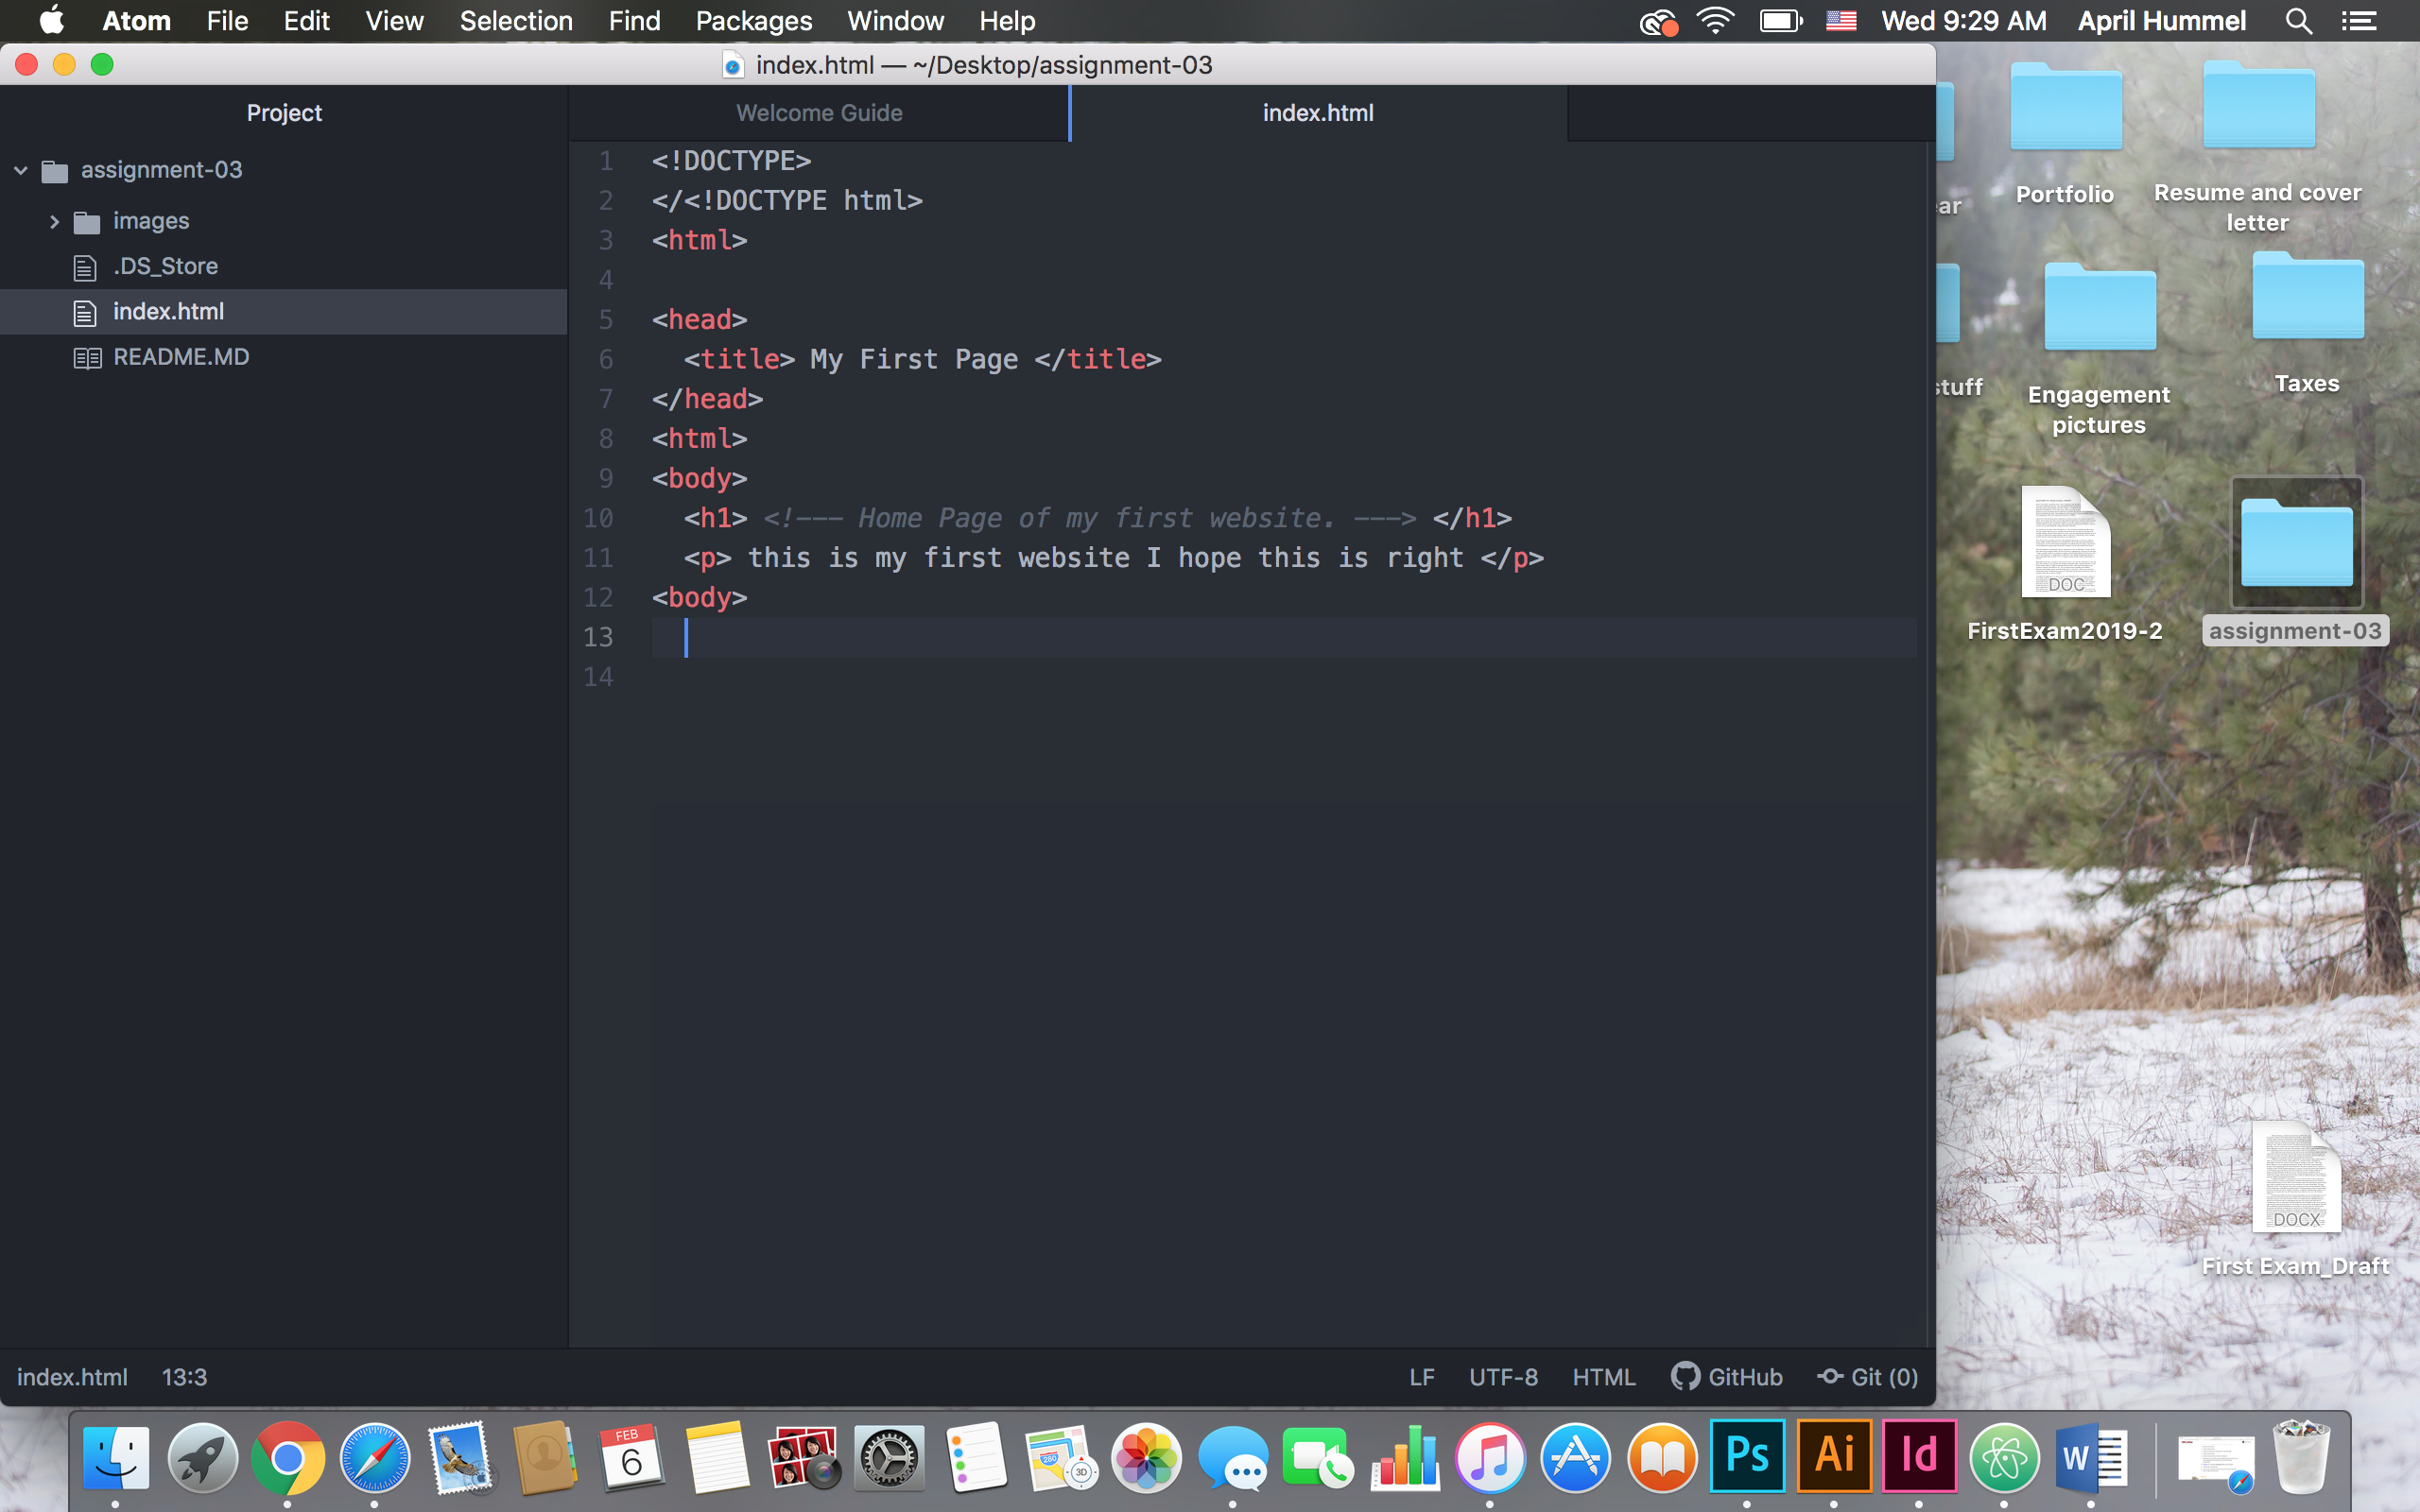 Atom File Edit View Selection Find Packages Window Help Wed 9:29 AM April Hummel
index.html — ~/Desktop/assignment-03
Project
Welcome Guide
index.html
assignment-03
images
.DS_Store
index.html
README.MD
1 <!DOCTYPE>
2 </<!DOCTYPE html>
3 <html>
4
5 <head>
6 <title> My First Page </title>
7 </head>
8 <html>
9 <body>
10 <h1> <!--- Home Page of my first website. ---> </h1>
11 <p> this is my first website I hope this is right </p>
12 <body>
13
14
index.html 13:3 LF UTF-8 HTML GitHub Git (0)
ar
Portfolio
Resume and cover
letter
stuff
Engagement
pictures
Taxes
DOC
FirstExam2019-2
assignment-03
DOCX
First Exam_Draft
FEB
6
280
3D
Ps
Ai
Id
W